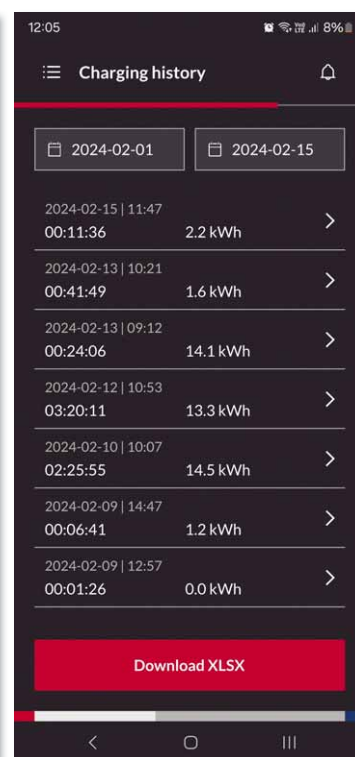 12:05 8%
Charging history
2024-02-01 2024-02-15
2024-02-15 | 11:47
00:11:36 2.2 kWh
2024-02-13 | 10:21
00:41:49 1.6 kWh
2024-02-13 | 09:12
00:24:06 14.1 kWh
2024-02-12 | 10:53
03:20:11 13.3 kWh
2024-02-10 | 10:07
02:25:55 14.5 kWh
2024-02-09 | 14:47
00:06:41 1.2 kWh
2024-02-09 | 12:57
00:01:26 0.0 kWh
Download XLSX